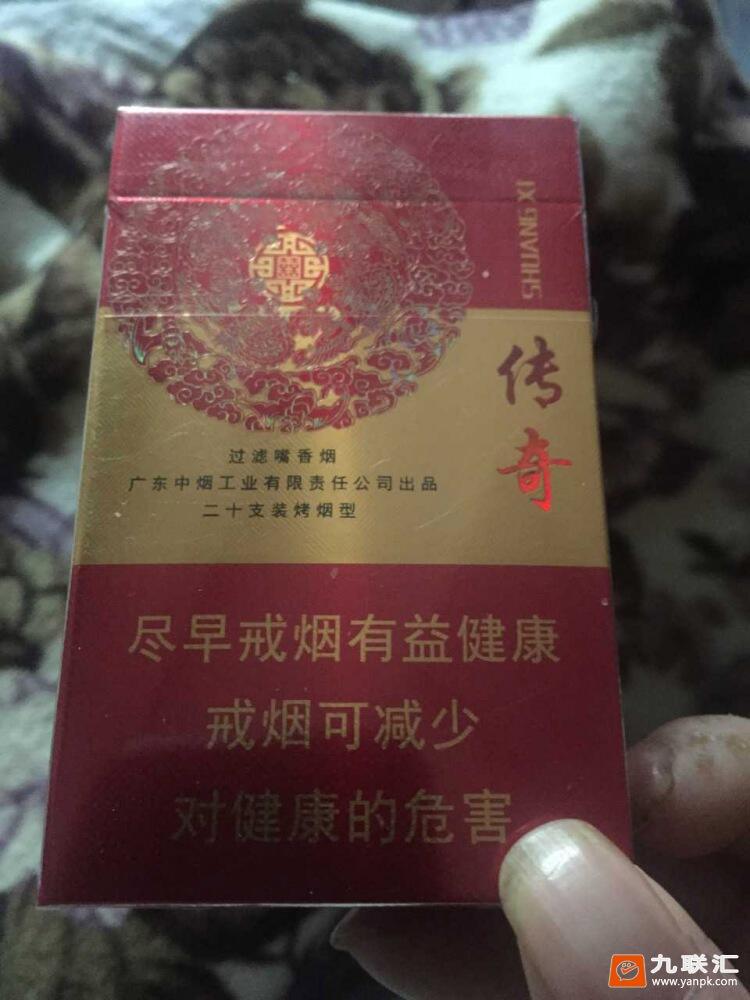 SHUANG XI
传奇
过滤嘴香烟
广东中烟工业有限责任公司出品
二十支装烤烟型
尽早戒烟有益健康
戒烟可减少
对健康的危害
九联汇
www.yanpk.com